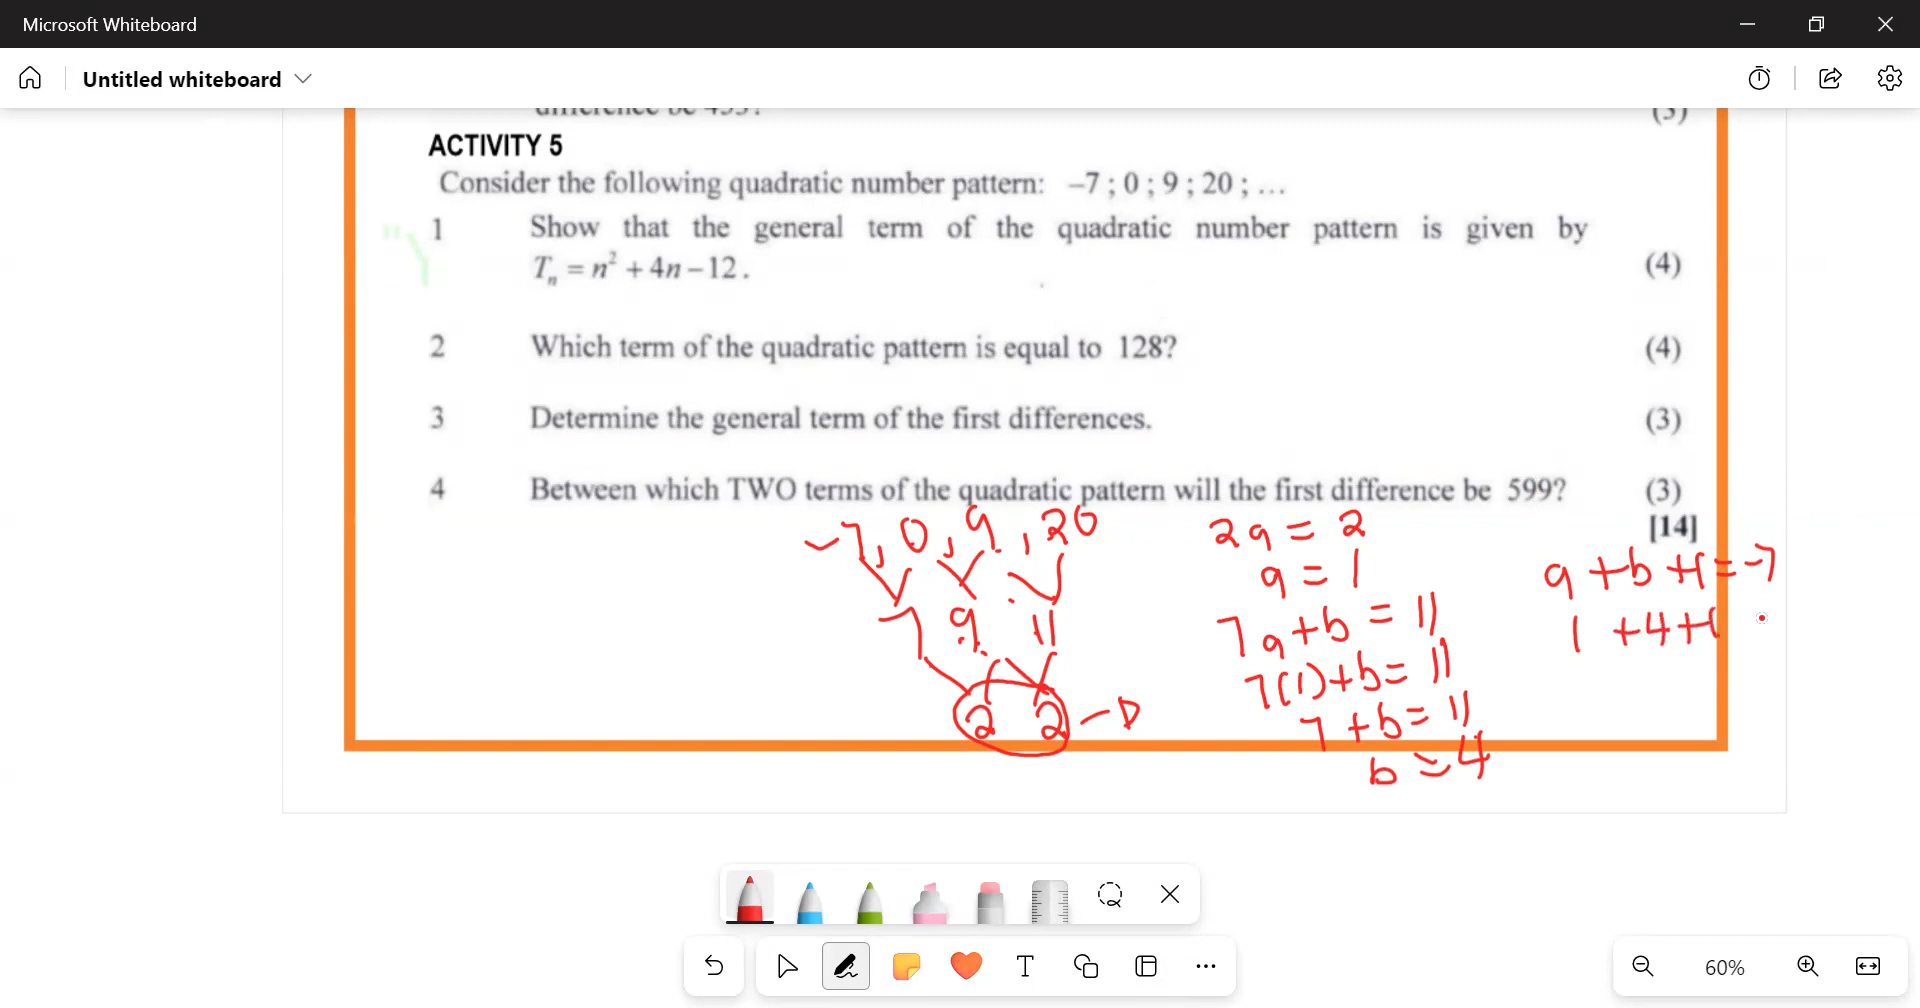 Microsoft Whiteboard
Untitled whiteboard
difference be 455?
(3)
ACTIVITY 5
Consider the following quadratic number pattern: –7 ; 0 ; 9 ; 20 ; …
1 Show that the general term of the quadratic number pattern is given by
Tₙ = n² + 4n – 12 . (4)
2 Which term of the quadratic pattern is equal to 128? (4)
3 Determine the general term of the first differences. (3)
4 Between which TWO terms of the quadratic pattern will the first difference be 599? (3)
[14]
-7, 0, 9, 20
7 9 11
2 2 – D
2a = 2
a = 1
7a + b = 11
7(1) + b = 11
7 + b = 11
b = 4
a + b + c = -7
1 + 4 + c
60%